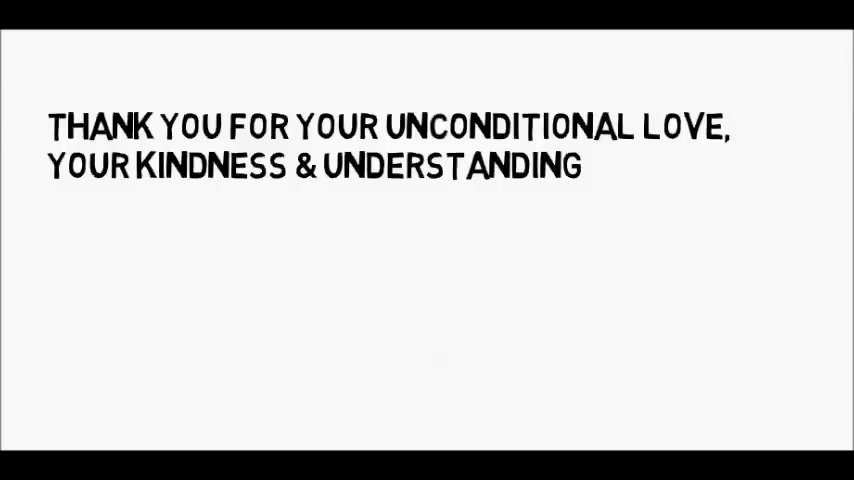 THANK YOU FOR YOUR UNCONDITIONAL LOVE,
YOUR KINDNESS & UNDERSTANDING